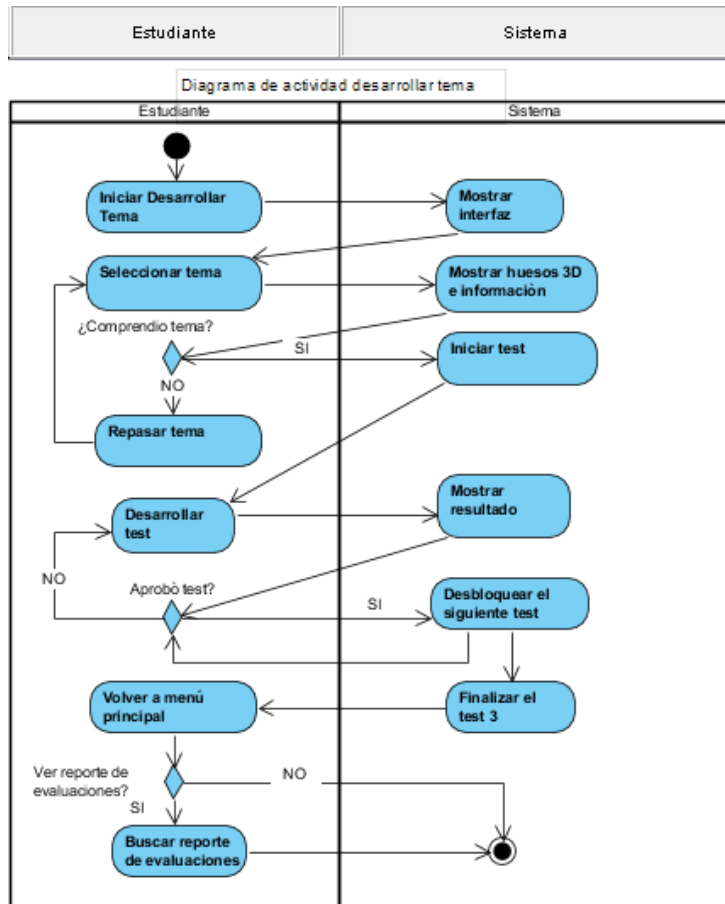 Estudiante
Sistema
Diagrama de actividad desarrollar tema
Estudiante
Sistema
Iniciar Desarrollar
Tema
Mostrar
interfaz
Seleccionar tema
Mostrar huesos 3D
e informaciòn
¿Comprendio tema?
SI
Iniciar test
NO
Repasar tema
Mostrar
resultado
Desarrollar
test
NO
Aprobò test?
SI
Desbloquear el
siguiente test
Volver a menú
principal
Finalizar el
test 3
Ver reporte de
evaluaciones?
NO
SI
Buscar reporte
de evaluaciones